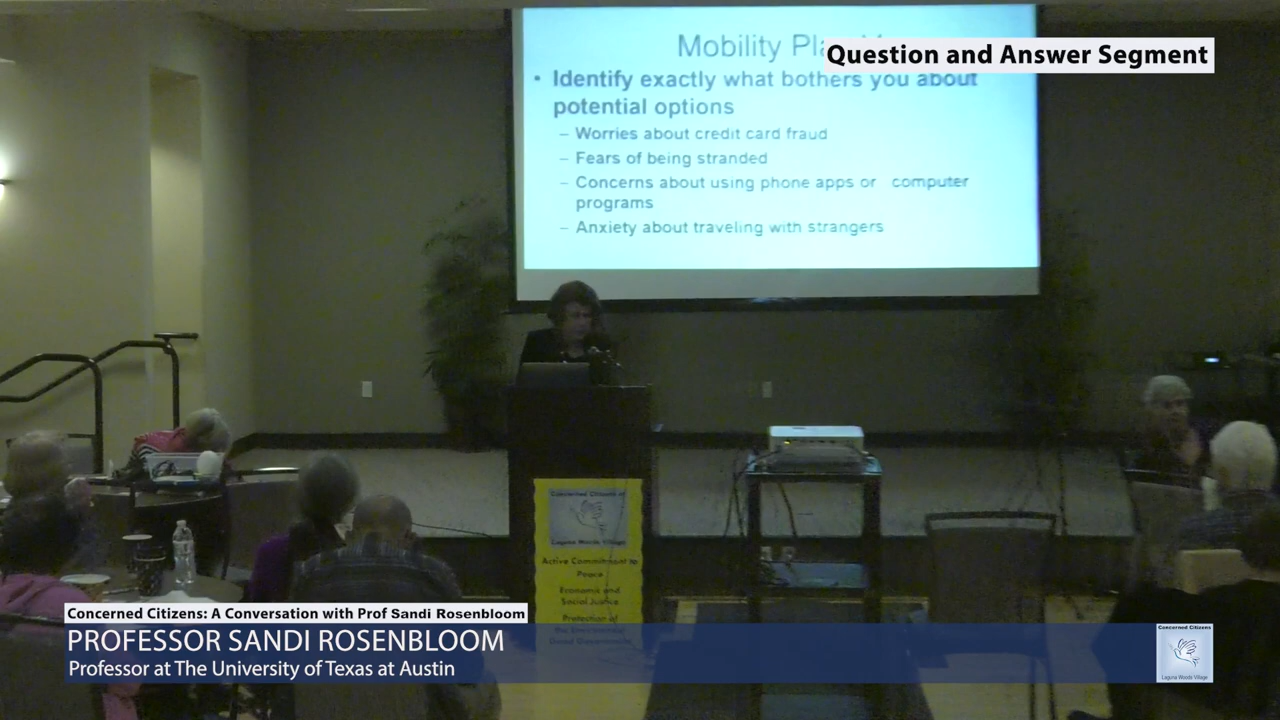 Mobility Pla
Question and Answer Segment
• Identify exactly what bothers you about
potential options
– Worries about credit card fraud
– Fears of being stranded
– Concerns about using phone apps or computer
programs
– Anxiety about traveling with strangers
Concerned Citizens of
Laguna Woods Village
Active Commitment to
Peace
Economic and
Social Justice
Protection of
Concerned Citizens: A Conversation with Prof Sandi Rosenbloom
PROFESSOR SANDI ROSENBLOOM
Professor at The University of Texas at Austin
Concerned Citizens
Laguna Woods Village